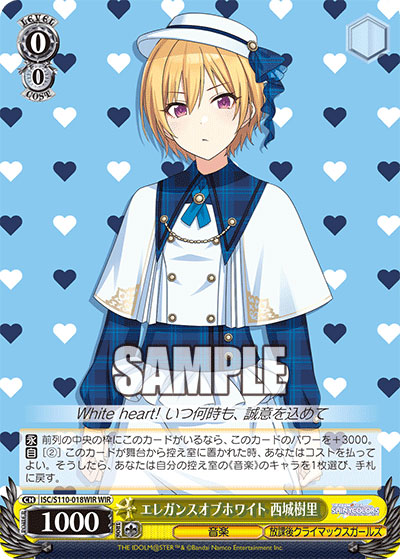 LEVEL
0
0
COST
SAMPLE
White heart! いつ何時も、誠意を込めて
永 前列の中央の枠にこのカードがいるなら、このカードのパワーを+3000。
自 [②] このカードが舞台から控え室に置かれた時、あなたはコストを払ってよい。そうしたら、あなたは自分の控え室の《音楽》のキャラを1枚選び、手札に戻す。
CH ISC/S110-018WIR WIR
POWER
1000
エレガンスオブホワイト 西城樹里
音楽
SHINYCOLORS
放課後クライマックスガールズ
THE IDOLM@STER™ & ©Bandai Namco Entertainment Inc.